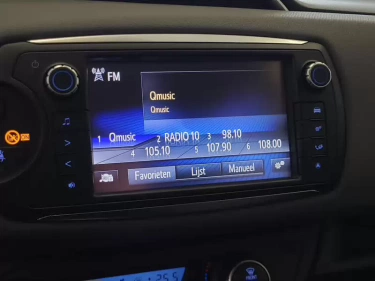 FM
Qmusic
Qmusic
1 Qmusic 2 RADIO 10 3 98.10
4 105.10 5 107.90 6 108.00
Favorieten Lijst Manueel